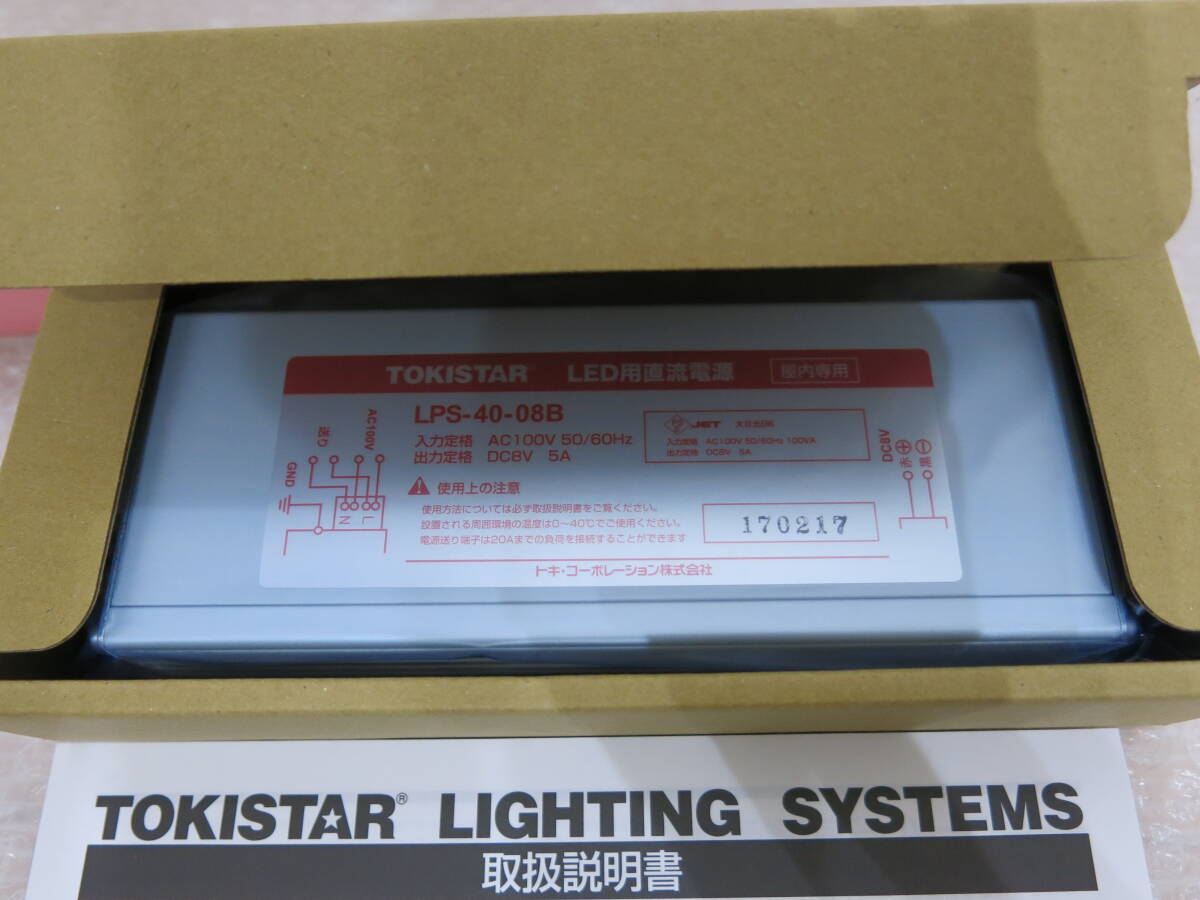 TOKISTAR LED用直流電源 屋内専用
LPS-40-08B
入力定格 AC100V 50/60Hz
出力定格 DC8V 5A
使用上の注意
使用方法については必ず取扱説明書をご覧ください。
設置される周囲環境の温度は0〜40℃でご使用ください。
電源送り端子は20Aまでの負荷を接続することができます
GND
送り
AC100V
N L
PS E JET
入力定格 AC100V 50/60Hz 100VA
出力定格 DC8V 5A
170217
DC8V
赤 ⊕
黒 ⊖
トキ・コーポレーション株式会社
TOKISTAR® LIGHTING SYSTEMS
取扱説明書